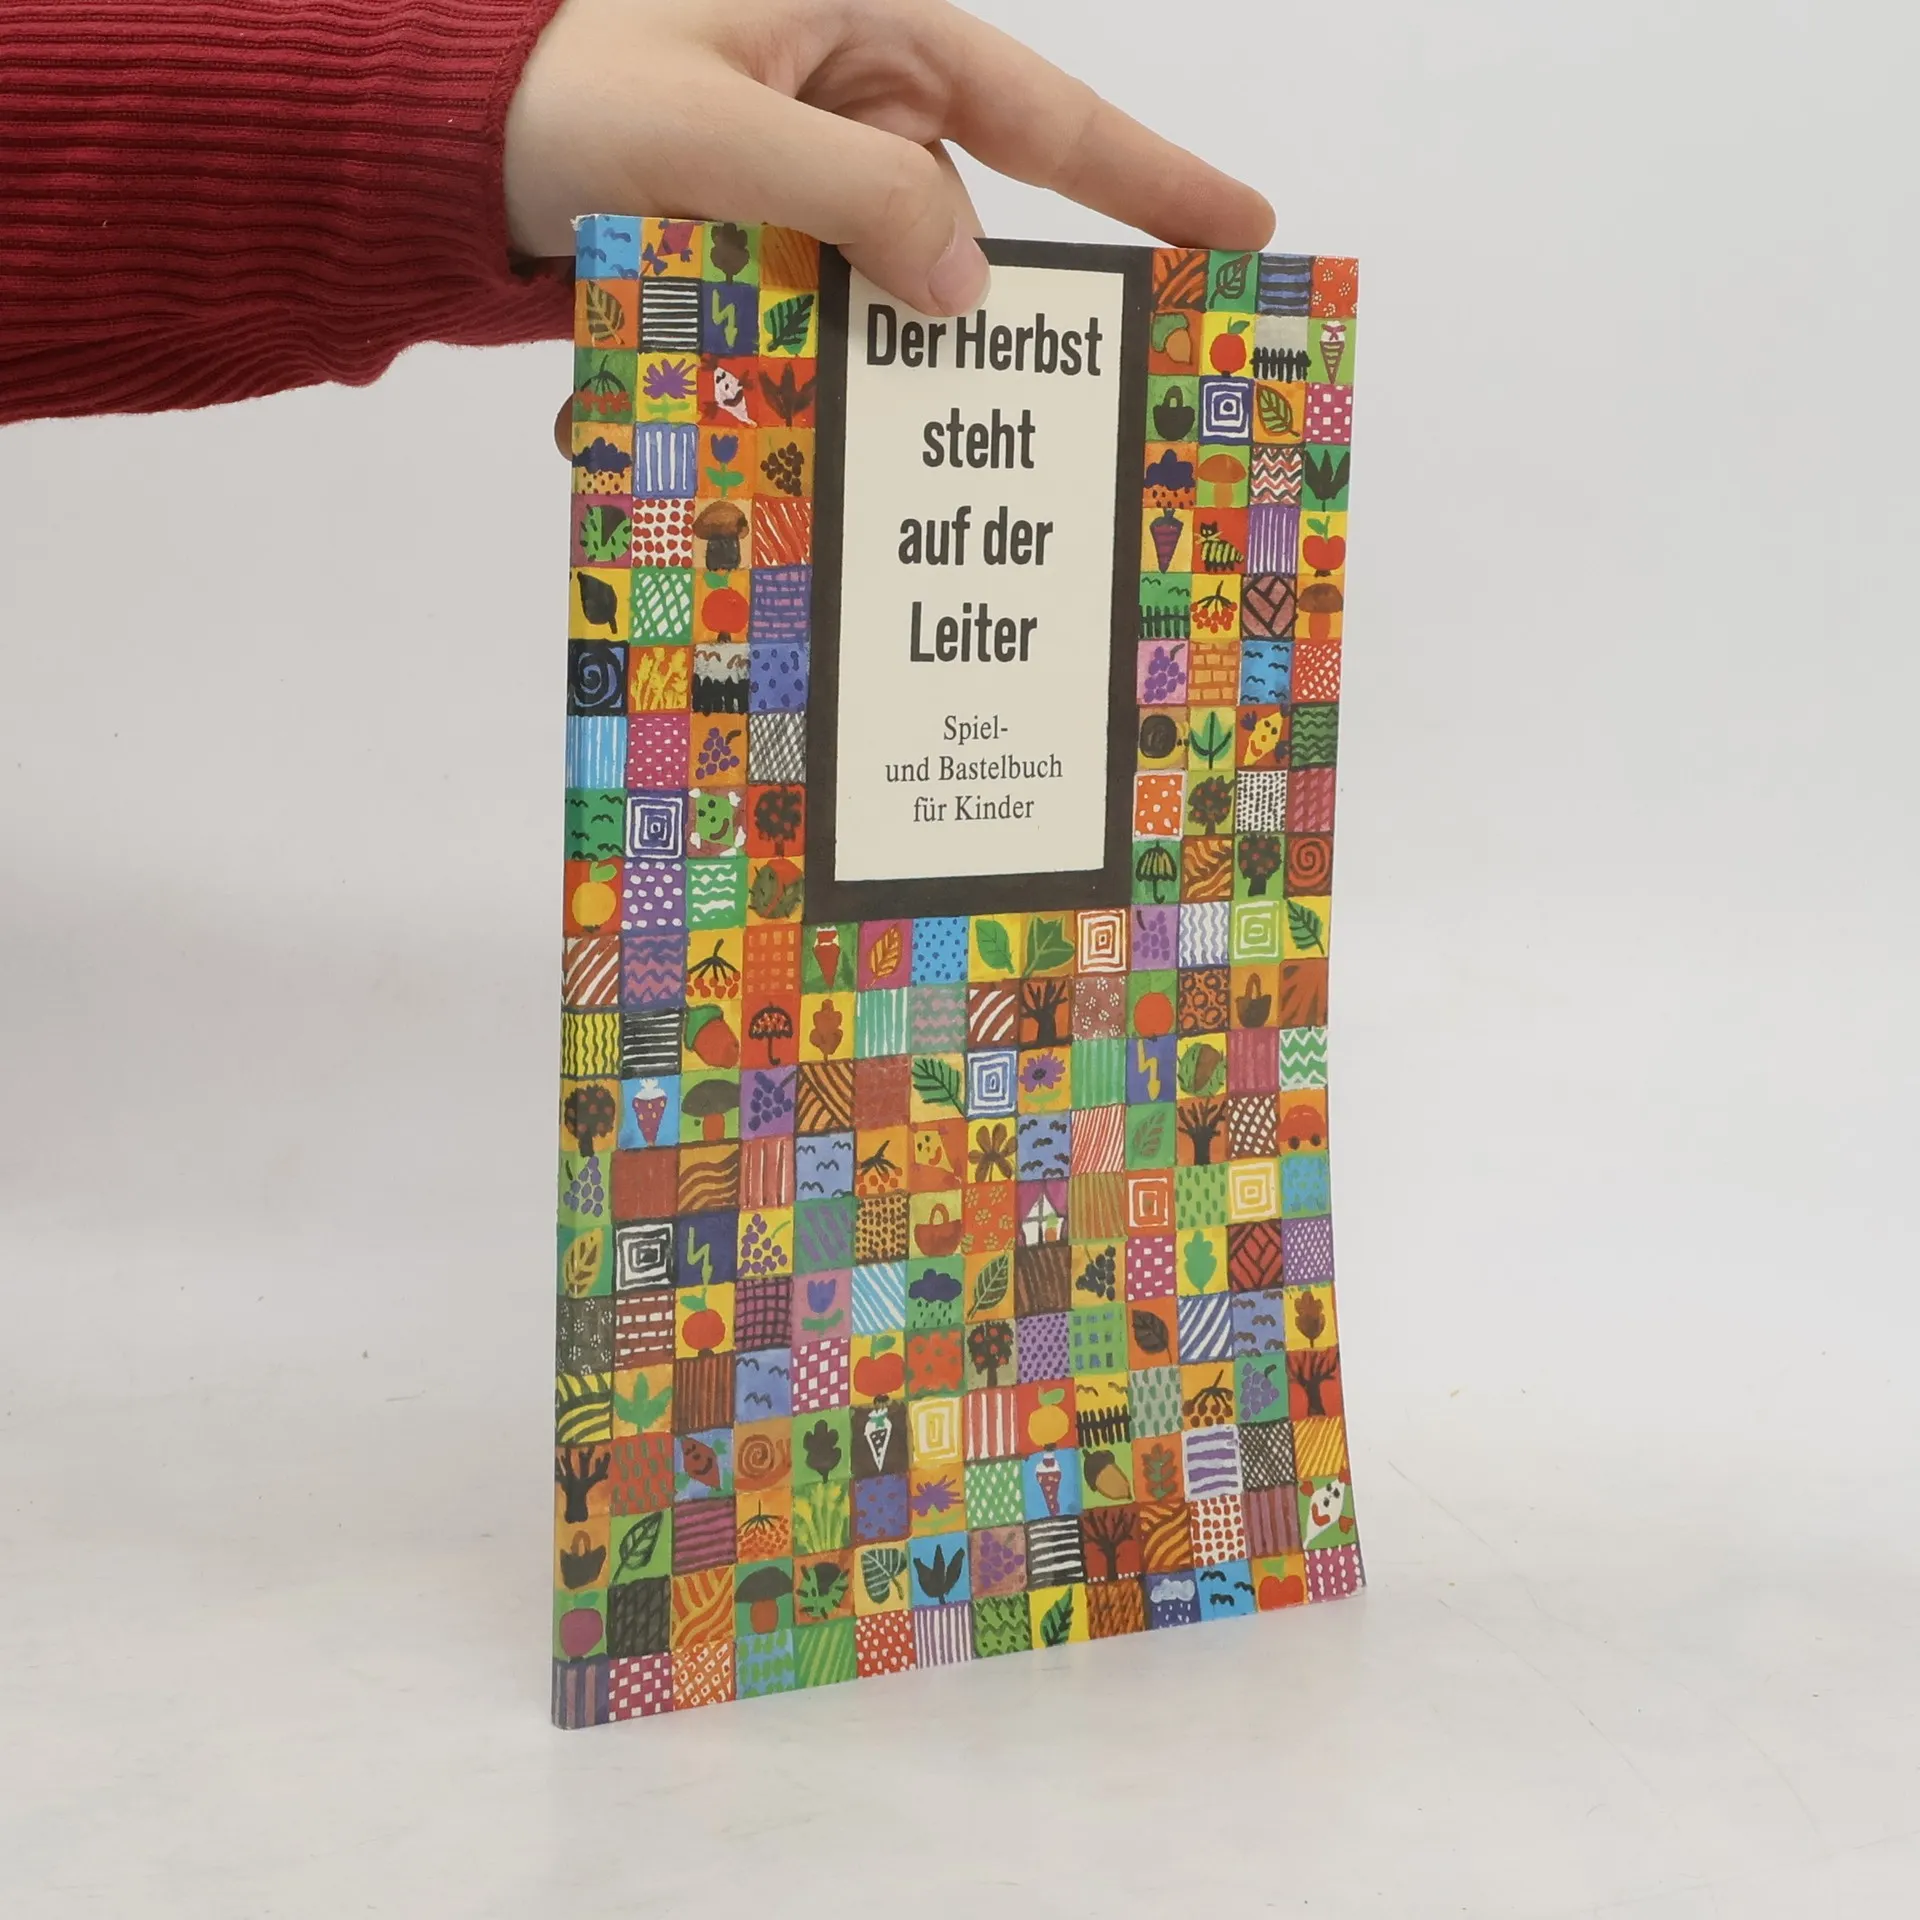 Der Herbst
steht
auf der
Leiter
Spiel-
und Bastelbuch
für Kinder